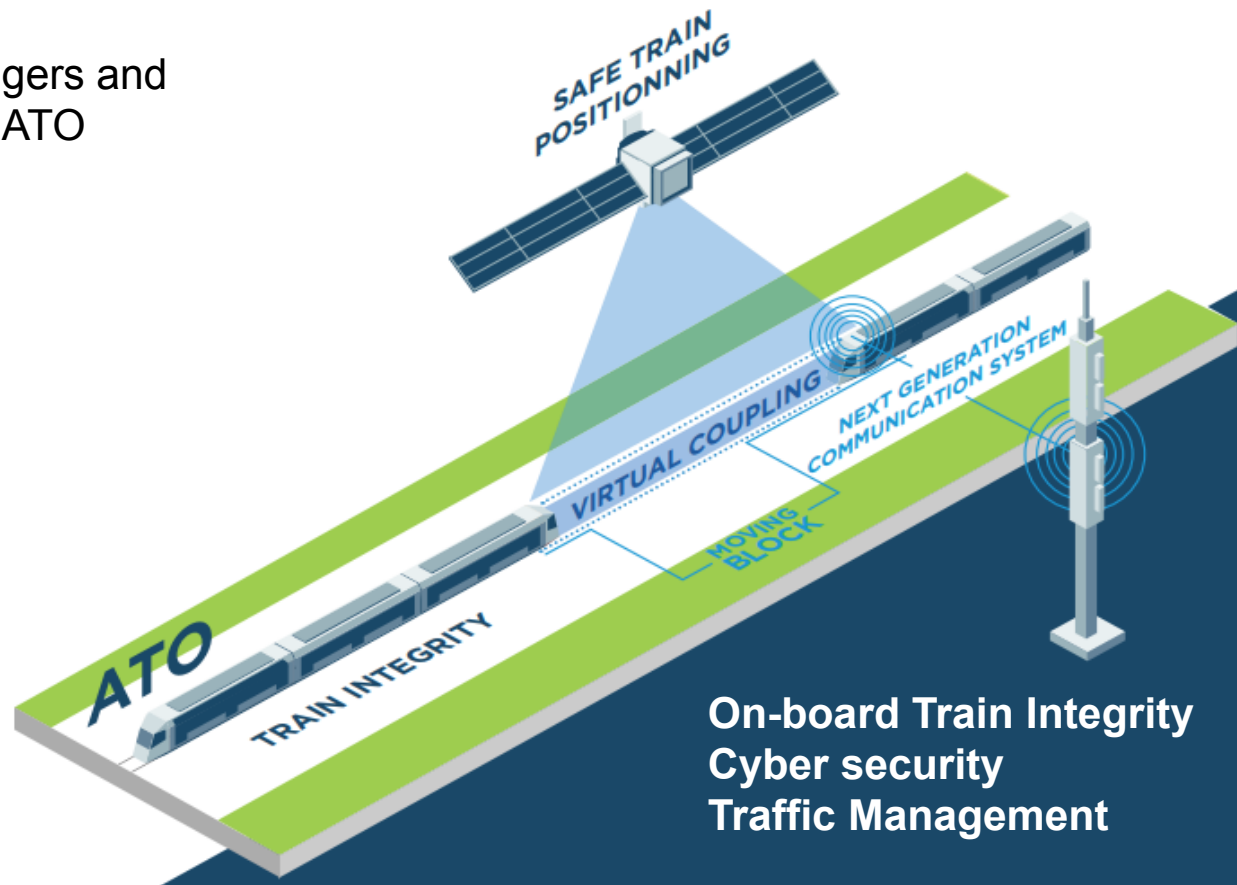 gers and
ATO
SAFE TRAIN
POSITIONNING
VIRTUAL COUPLING
NEXT GENERATION
COMMUNICATION SYSTEM
MOVING
BLOCK
ATO
TRAIN INTEGRITY
On-board Train Integrity
Cyber security
Traffic Management